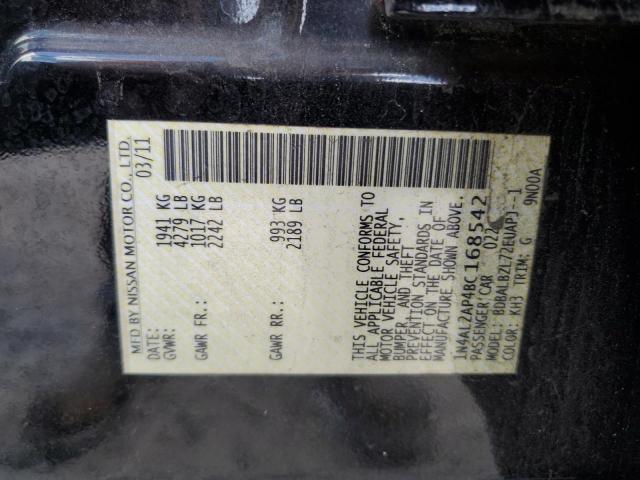 MFD BY NISSAN MOTOR CO., LTD.
DATE: 03/11
GVWR: 1941 KG
4279 LB
GAWR FR.: 1017 KG
2242 LB
GAWR RR.: 993 KG
2189 LB
THIS VEHICLE CONFORMS TO
ALL APPLICABLE FEDERAL
MOTOR VEHICLE SAFETY,
BUMPER, AND THEFT
PREVENTION STANDARDS IN
EFFECT ON THE DATE OF
MANUFACTURE SHOWN ABOVE.
1N4AL2AP4BC168542
PASSENGER CAR
MODEL: BDBALBZL72EUAPJ--1
COLOR: KH3 TRIM: G 9N00A